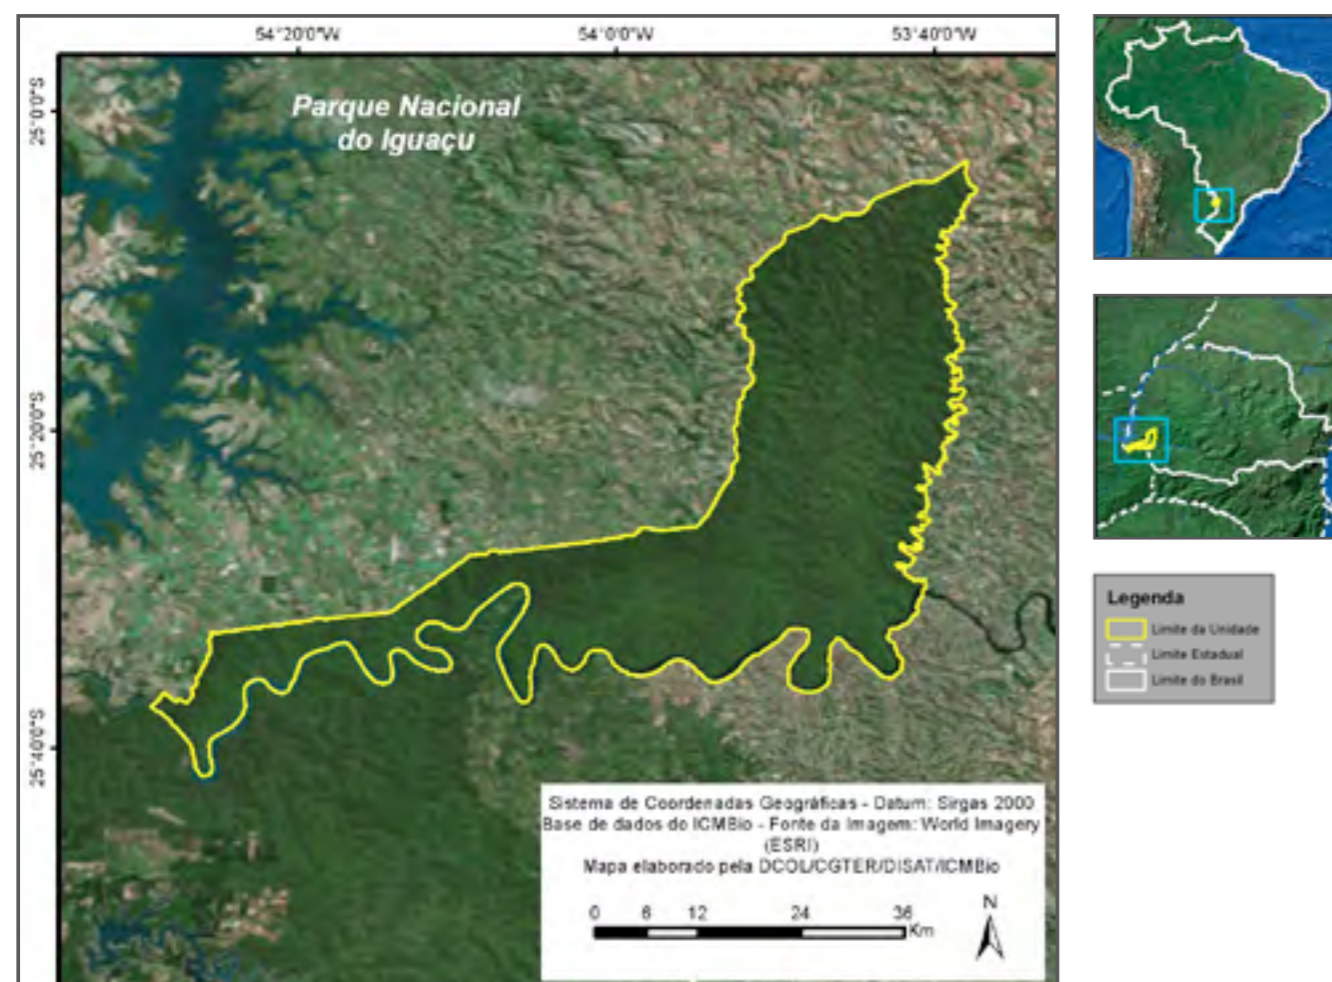 54°20'0"W 54°0'0"W 53°40'0"W
25°0'0"S
25°20'0"S
25°40'0"S
Parque Nacional
do Iguaçu
Sistema de Coordenadas Geográficas - Datum: Sirgas 2000
Base de dados do ICMBio - Fonte da Imagem: World Imagery
(ESRI)
Mapa elaborado pela DCOL/CGTER/DISAT/ICMBio
0 6 12 24 36
Km
N
Legenda
Limite da Unidade
Limite Estadual
Limite do Brasil